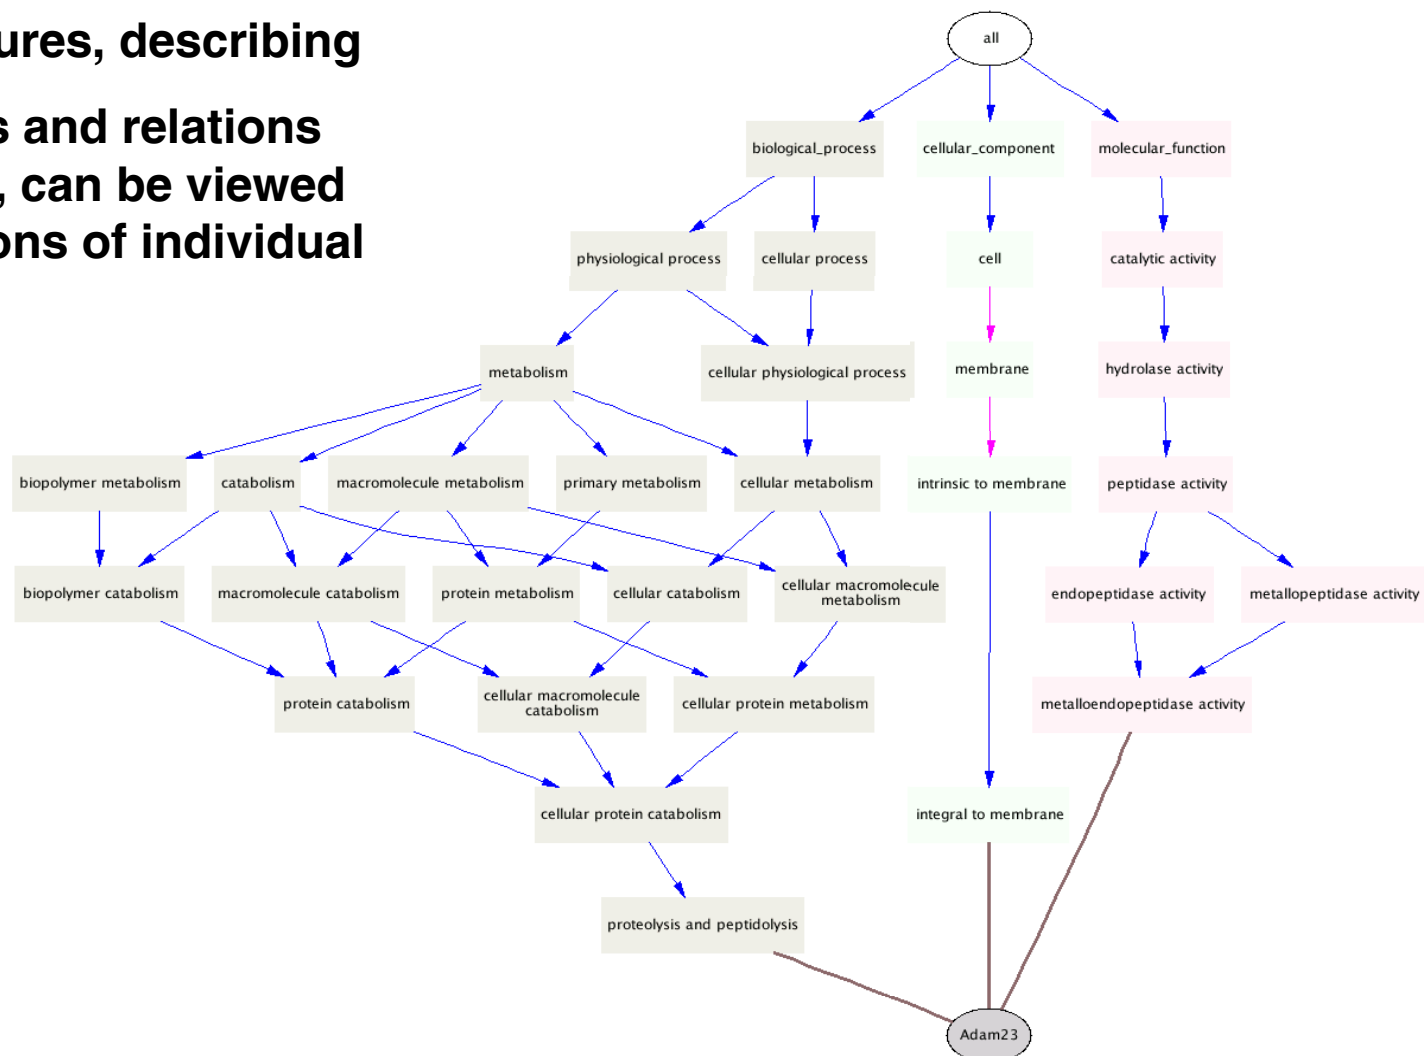 ures, describing
s and relations
, can be viewed
ons of individual
all
biological_process
cellular_component
molecular_function
physiological process
cellular process
cell
catalytic activity
metabolism
cellular physiological process
membrane
hydrolase activity
biopolymer metabolism
catabolism
macromolecule metabolism
primary metabolism
cellular metabolism
intrinsic to membrane
peptidase activity
biopolymer catabolism
macromolecule catabolism
protein metabolism
cellular catabolism
cellular macromolecule
metabolism
endopeptidase activity
metallopeptidase activity
protein catabolism
cellular macromolecule
catabolism
cellular protein metabolism
metalloendopeptidase activity
cellular protein catabolism
integral to membrane
proteolysis and peptidolysis
Adam23